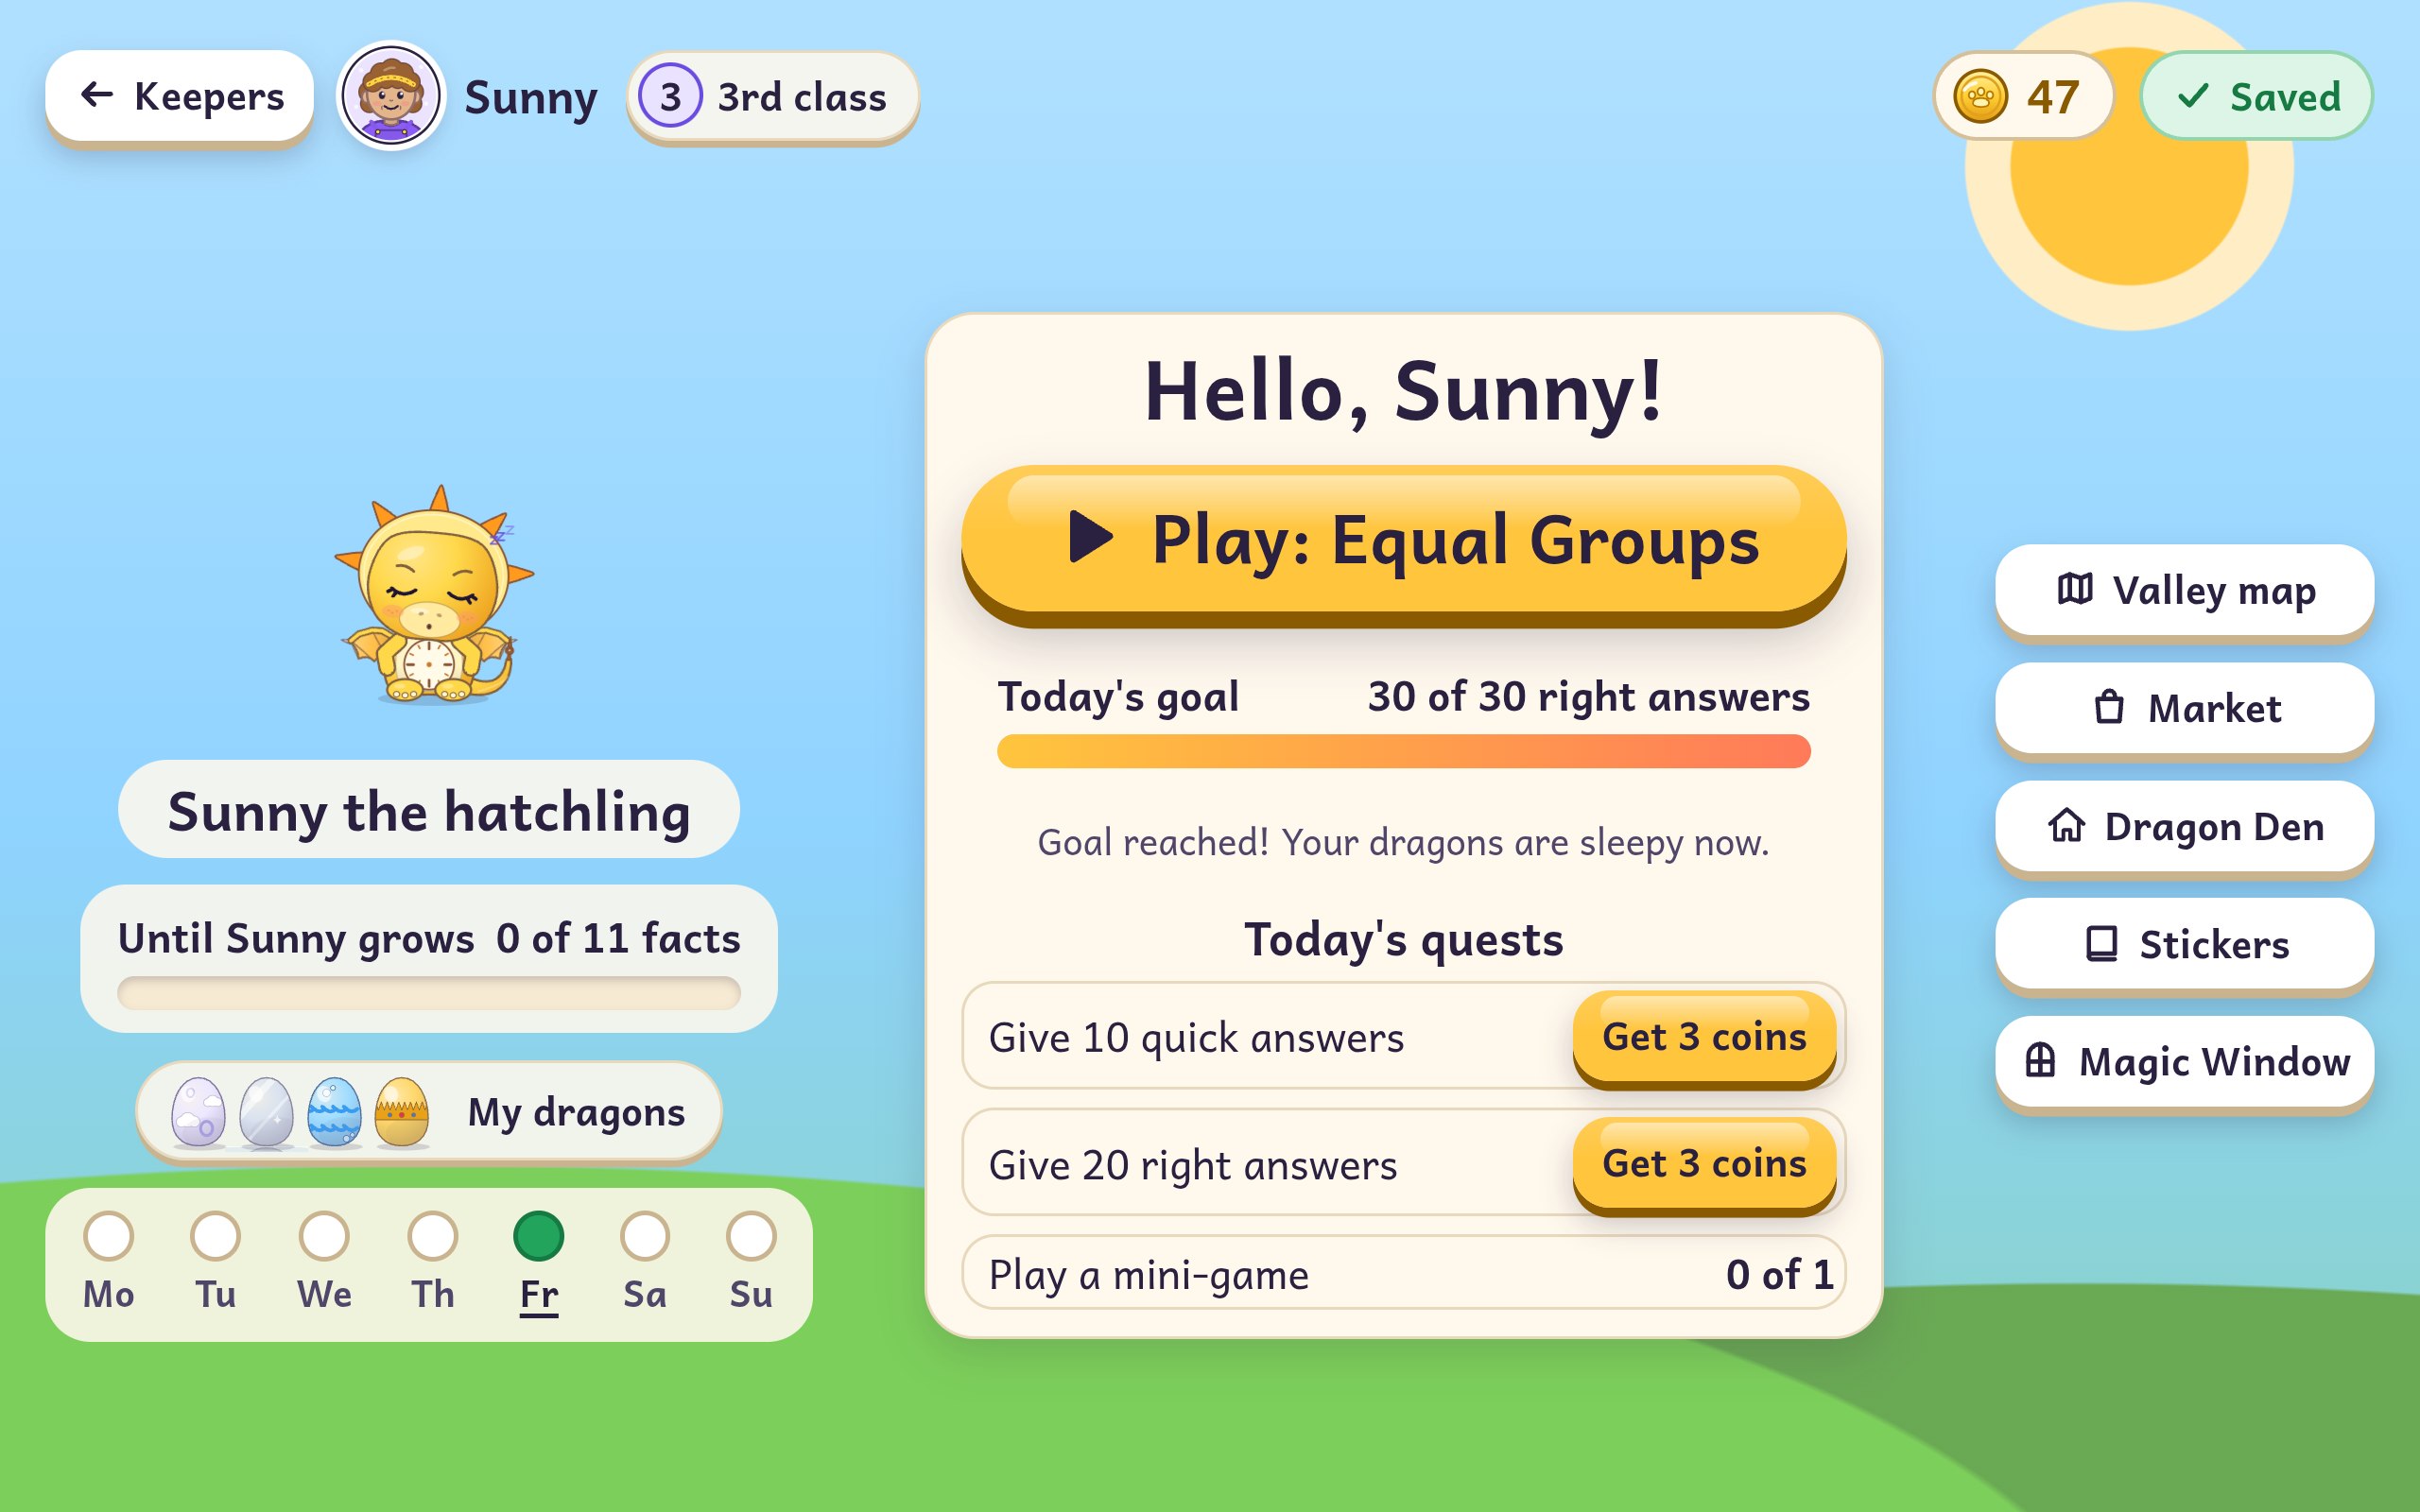 Keepers
Sunny
3 3rd class
47
Saved
Hello, Sunny!
Play: Equal Groups
Today's goal 30 of 30 right answers
Goal reached! Your dragons are sleepy now.
Today's quests
Give 10 quick answers Get 3 coins
Give 20 right answers Get 3 coins
Play a mini-game 0 of 1
z z
Sunny the hatchling
Until Sunny grows 0 of 11 facts
My dragons
Mo Tu We Th Fr Sa Su
Valley map
Market
Dragon Den
Stickers
Magic Window